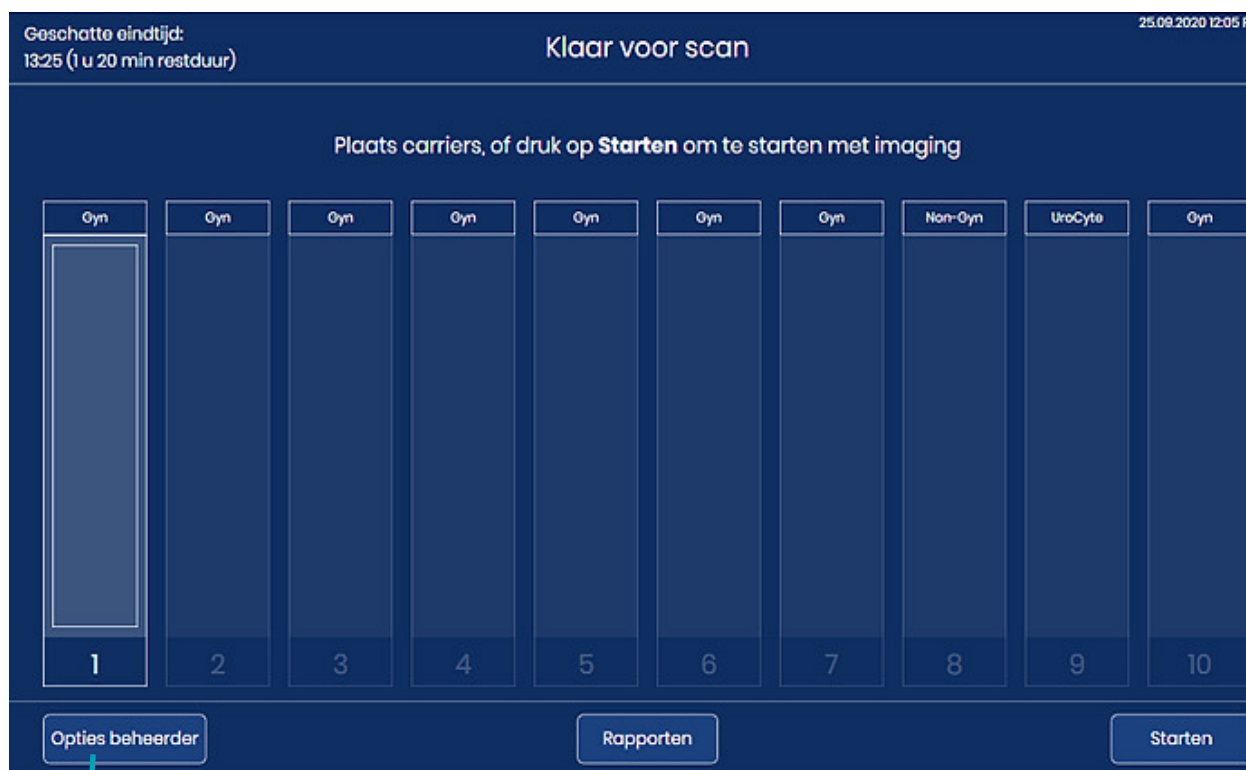 Geschatte eindtijd:
13:25 (1 u 20 min restduur)
Klaar voor scan
25.09.2020 12:05
Plaats carriers, of druk op Starten om te starten met imaging
Gyn Gyn Gyn Gyn Gyn Gyn Gyn Non-Gyn UroCyte Gyn
1 2 3 4 5 6 7 8 9 10
Opties beheerder Rapporten Starten